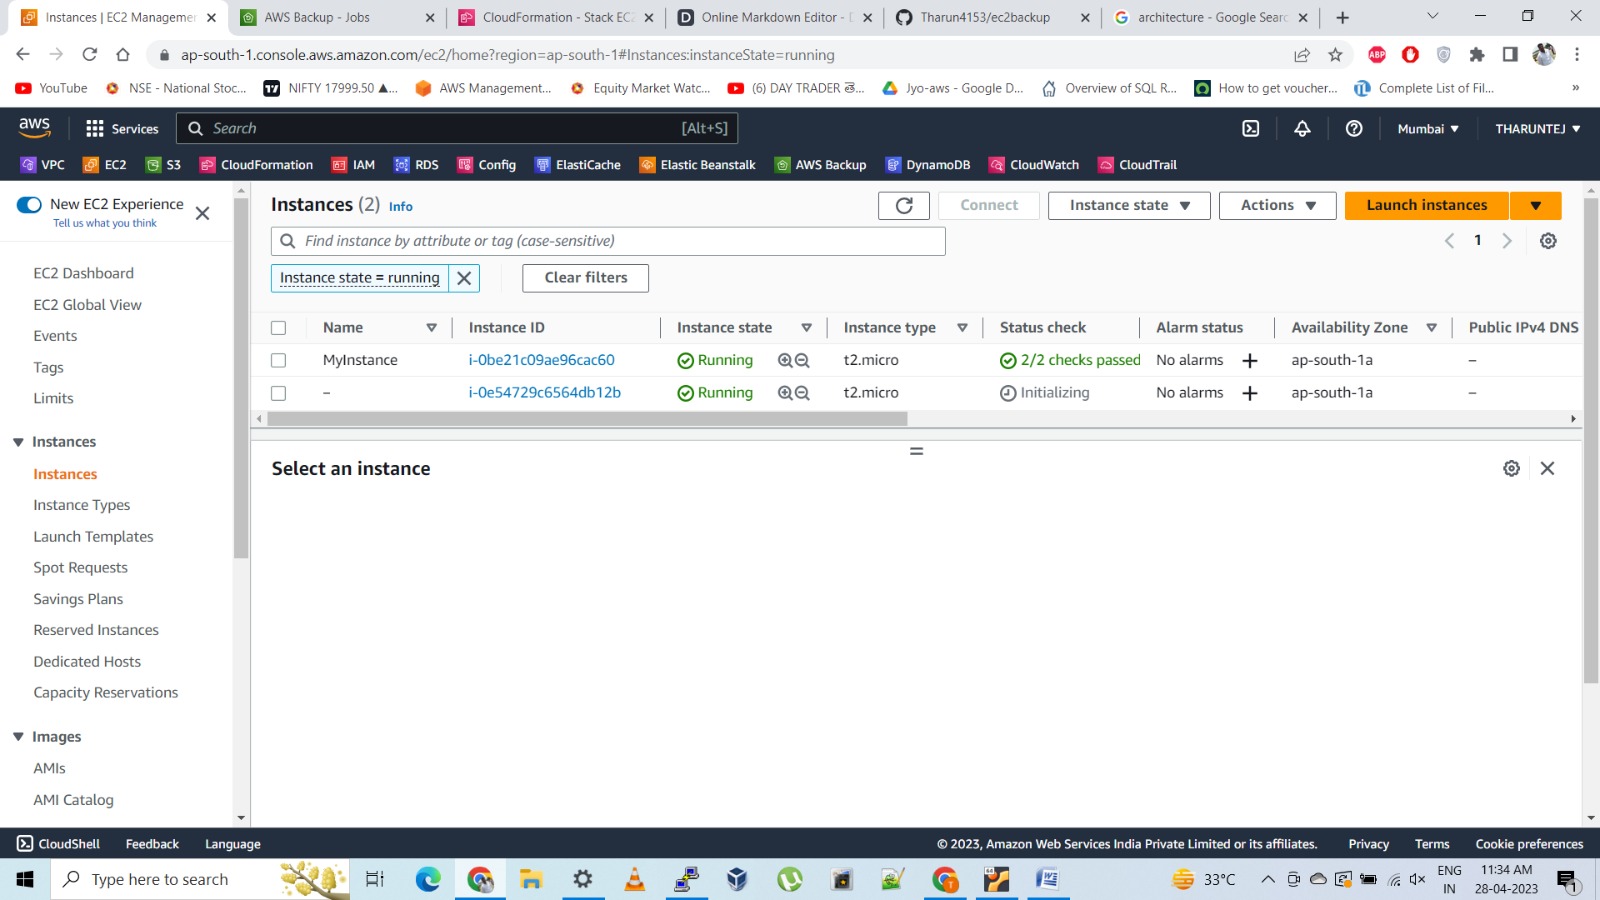 Instances | EC2 Managemer
AWS Backup - Jobs
CloudFormation - Stack EC2
Online Markdown Editor - D
Tharun4153/ec2backup
architecture - Google Searc
ap-south-1.console.aws.amazon.com/ec2/home?region=ap-south-1#Instances:instanceState=running
ABP
YouTube
NSE - National Stoc...
NIFTY 17999.50 ▲...
AWS Management...
Equity Market Watc...
(6) DAY TRADER తె...
Jyo-aws - Google D...
Overview of SQL R...
How to get voucher...
Complete List of Fil...
»
aws
Services
Search
[Alt+S]
Mumbai
THARUNTEJ
VPC
EC2
S3
CloudFormation
IAM
RDS
Config
ElastiCache
Elastic Beanstalk
AWS Backup
DynamoDB
CloudWatch
CloudTrail
New EC2 Experience
Tell us what you think
EC2 Dashboard
EC2 Global View
Events
Tags
Limits
Instances
Instances
Instance Types
Launch Templates
Spot Requests
Savings Plans
Reserved Instances
Dedicated Hosts
Capacity Reservations
Images
AMIs
AMI Catalog
Instances (2) Info
Connect
Instance state
Actions
Launch instances
Find instance by attribute or tag (case-sensitive)
1
Instance state = running
Clear filters
Name Instance ID Instance state Instance type Status check Alarm status Availability Zone Public IPv4 DNS
MyInstance i-0be21c09ae96cac60 Running t2.micro 2/2 checks passed No alarms + ap-south-1a –
– i-0e54729c6564db12b Running t2.micro Initializing No alarms + ap-south-1a –
Select an instance
CloudShell
Feedback
Language
© 2023, Amazon Web Services India Private Limited or its affiliates.
Privacy
Terms
Cookie preferences
Type here to search
33°C
ENG
IN
11:34 AM
28-04-2023
1